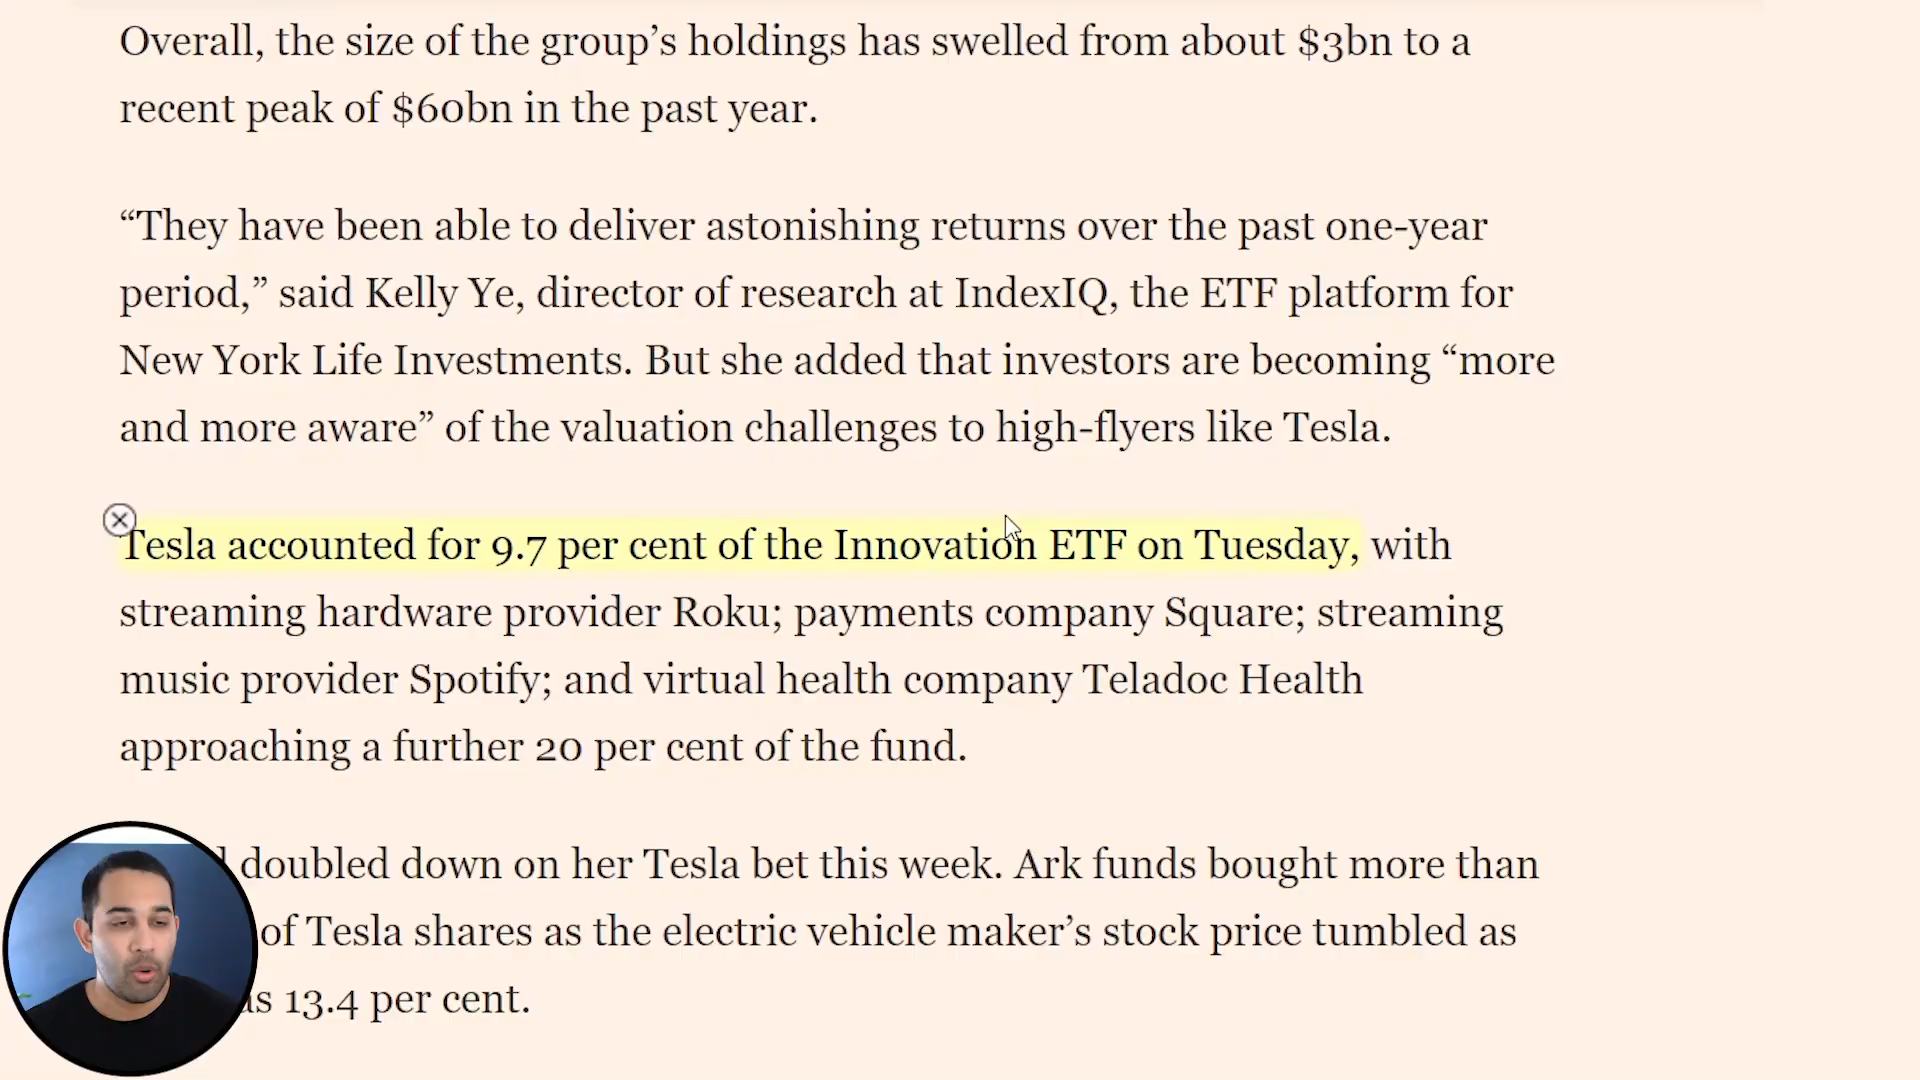 Overall, the size of the group’s holdings has swelled from about $3bn to a
recent peak of $60bn in the past year.
“They have been able to deliver astonishing returns over the past one-year
period,” said Kelly Ye, director of research at IndexIQ, the ETF platform for
New York Life Investments. But she added that investors are becoming “more
and more aware” of the valuation challenges to high-flyers like Tesla.
Tesla accounted for 9.7 per cent of the Innovation ETF on Tuesday, with
streaming hardware provider Roku; payments company Square; streaming
music provider Spotify; and virtual health company Teladoc Health
approaching a further 20 per cent of the fund.
doubled down on her Tesla bet this week. Ark funds bought more than
of Tesla shares as the electric vehicle maker’s stock price tumbled as
13.4 per cent.